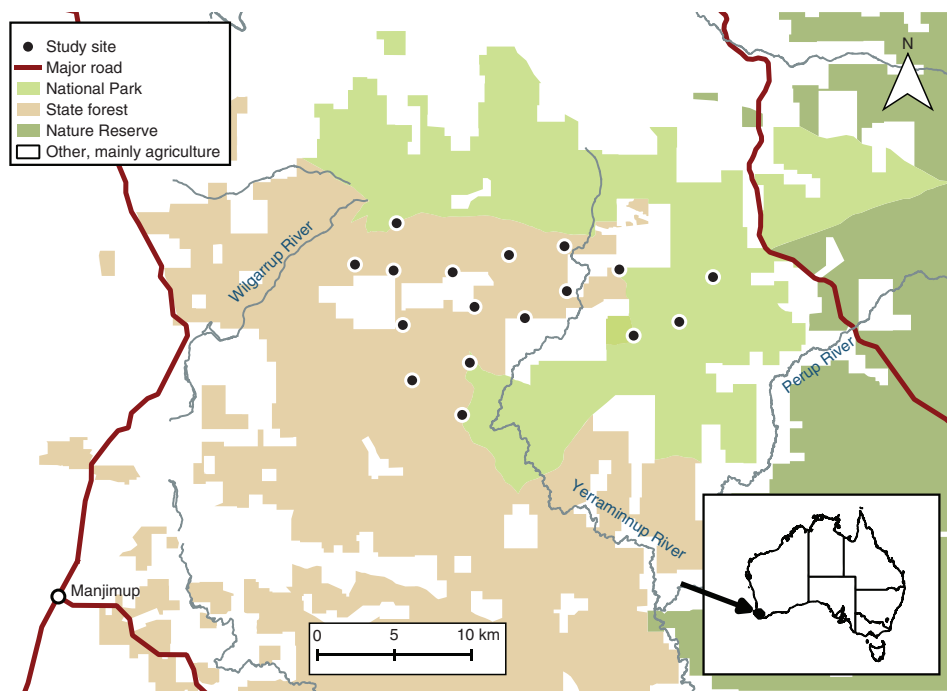 Study site
Major road
National Park
State forest
Nature Reserve
Other, mainly agriculture
N
Wilgarrup River
Perup River
Yerraminnup River
Manjimup
0 5 10 km